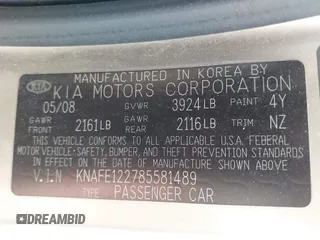 MANUFACTURED IN KOREA BY
KIA KIA MOTORS CORPORATION
05/08 GVWR 3924LB PAINT 4Y
GAWR FRONT 2161LB GAWR REAR 2116LB TRIM NZ
THIS VEHICLE CONFORMS TO ALL APPLICABLE U.S.A. FEDERAL
MOTOR VEHICLE-SAFETY, BUMPER, AND THEFT PREVENTION
STANDARDS IN EFFECT ON THE DATE OF MANUFACTURE SHOWN ABOVE.
V.I.N KNAFE122785581489
TYPE PASSENGER CAR
DREAMBID